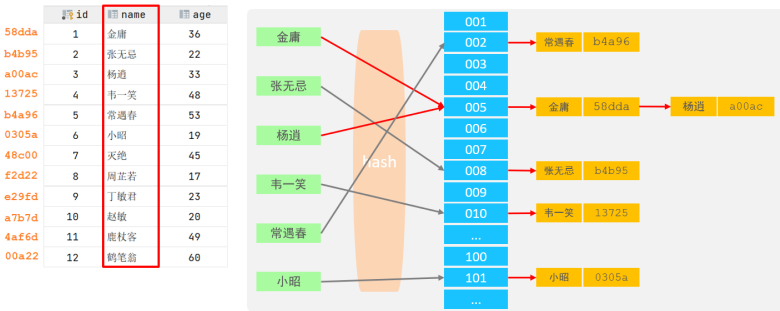 id name age
58dda 1 金庸 36
b4b95 2 张无忌 22
a00ac 3 杨逍 33
13725 4 韦一笑 48
b4a96 5 常遇春 53
0305a 6 小昭 19
48c00 7 灭绝 45
f2d22 8 周芷若 17
e29fd 9 丁敏君 23
a7b7d 10 赵敏 20
4af6d 11 鹿杖客 49
00a22 12 鹤笔翁 60
金庸
张无忌
杨逍
韦一笑
常遇春
小昭
hash
001
002 常遇春 b4a96
003
004
005 金庸 58dda 杨逍 a00ac
006
007
008 张无忌 b4b95
009
010 韦一笑 13725
...
100
101 小昭 0305a
...